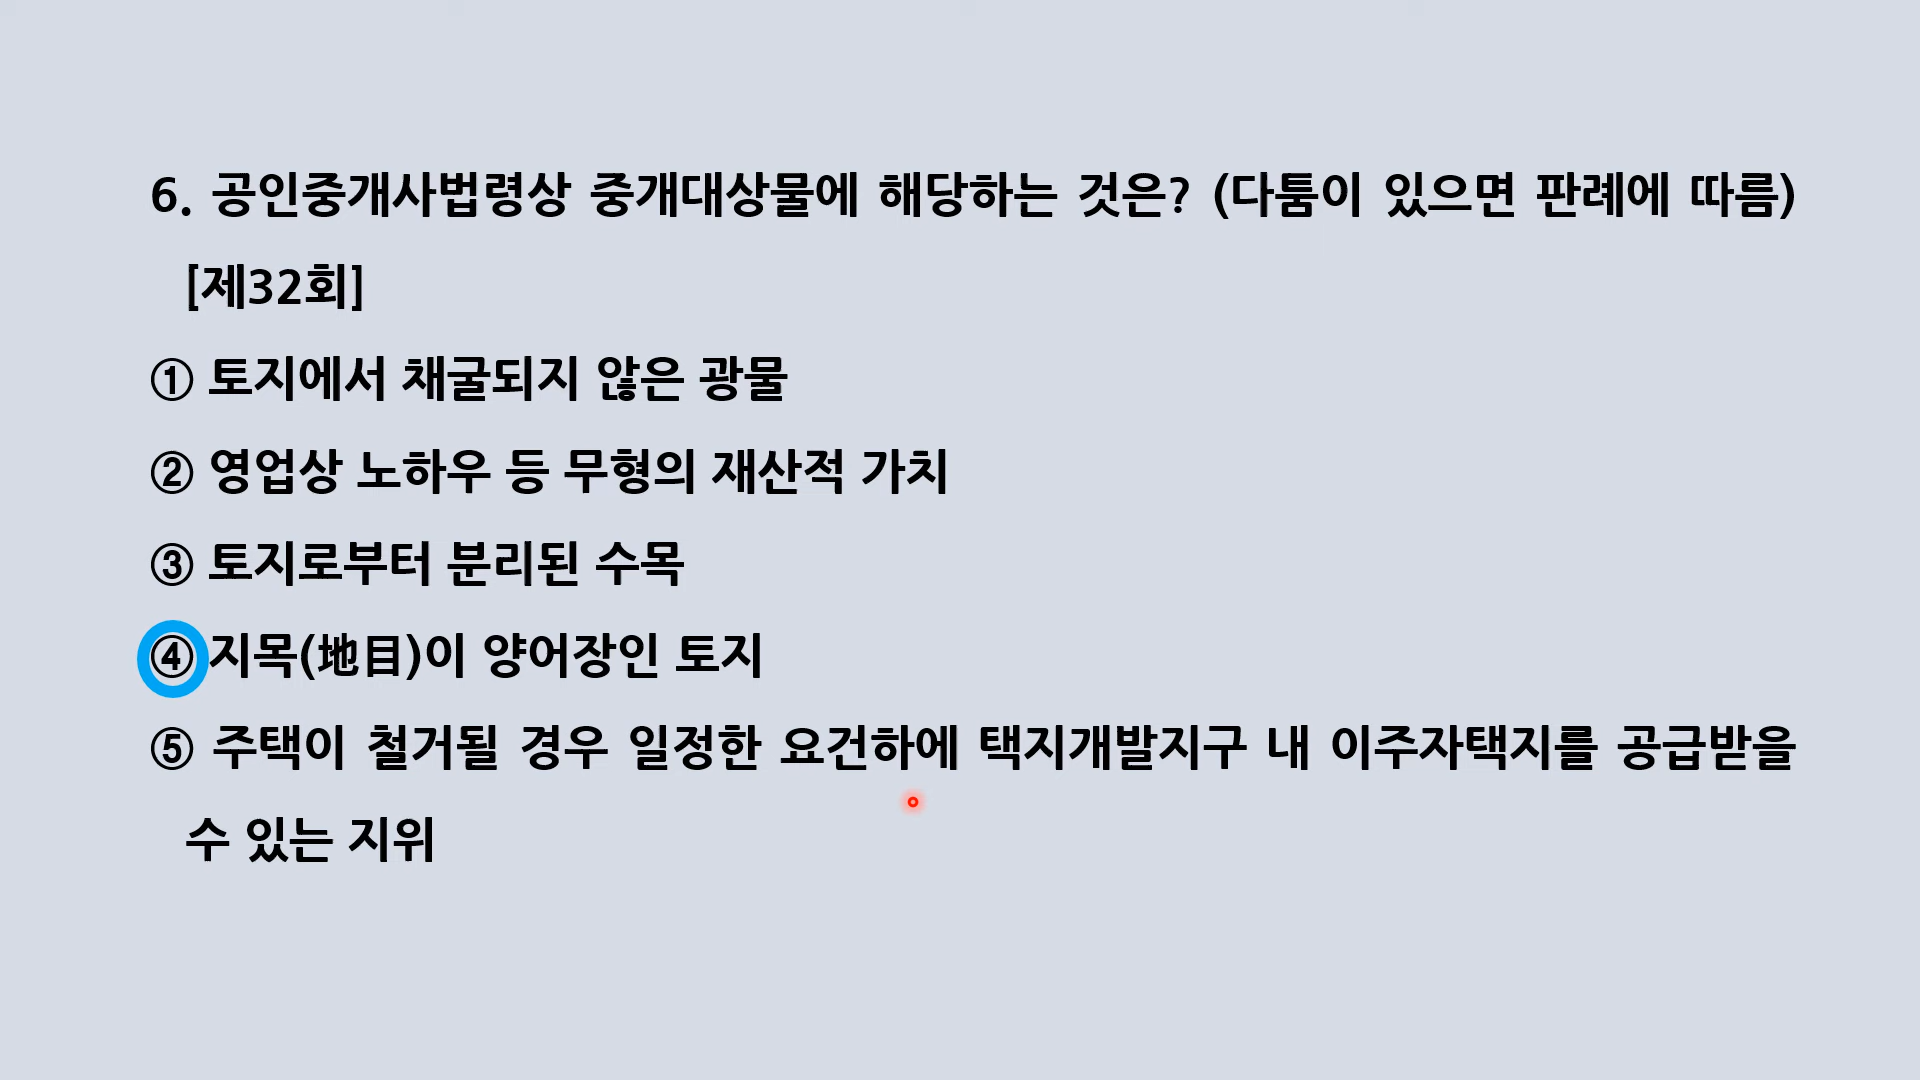 6. 공인중개사법령상 중개대상물에 해당하는 것은? (다툼이 있으면 판례에 따름)
[제32회]
① 토지에서 채굴되지 않은 광물
② 영업상 노하우 등 무형의 재산적 가치
③ 토지로부터 분리된 수목
④ 지목(地目)이 양어장인 토지
⑤ 주택이 철거될 경우 일정한 요건하에 택지개발지구 내 이주자택지를 공급받을
수 있는 지위